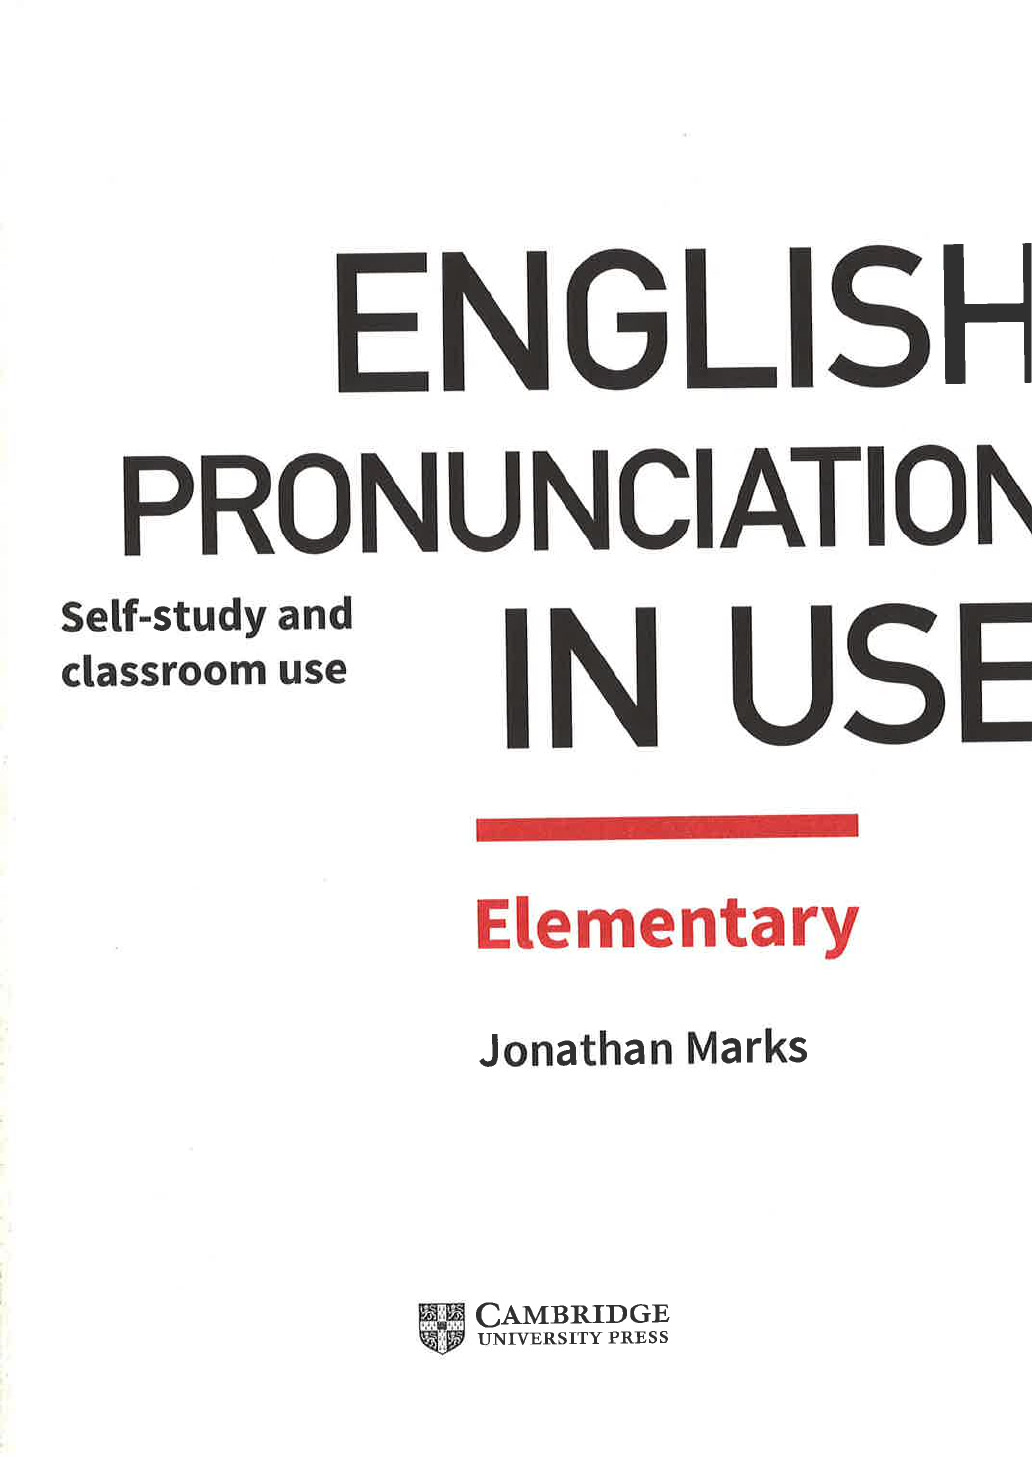 ENGLISH
PRONUNCIATION
Self-study and
classroom use
IN USE
Elementary
Jonathan Marks
CAMBRIDGE
UNIVERSITY PRESS